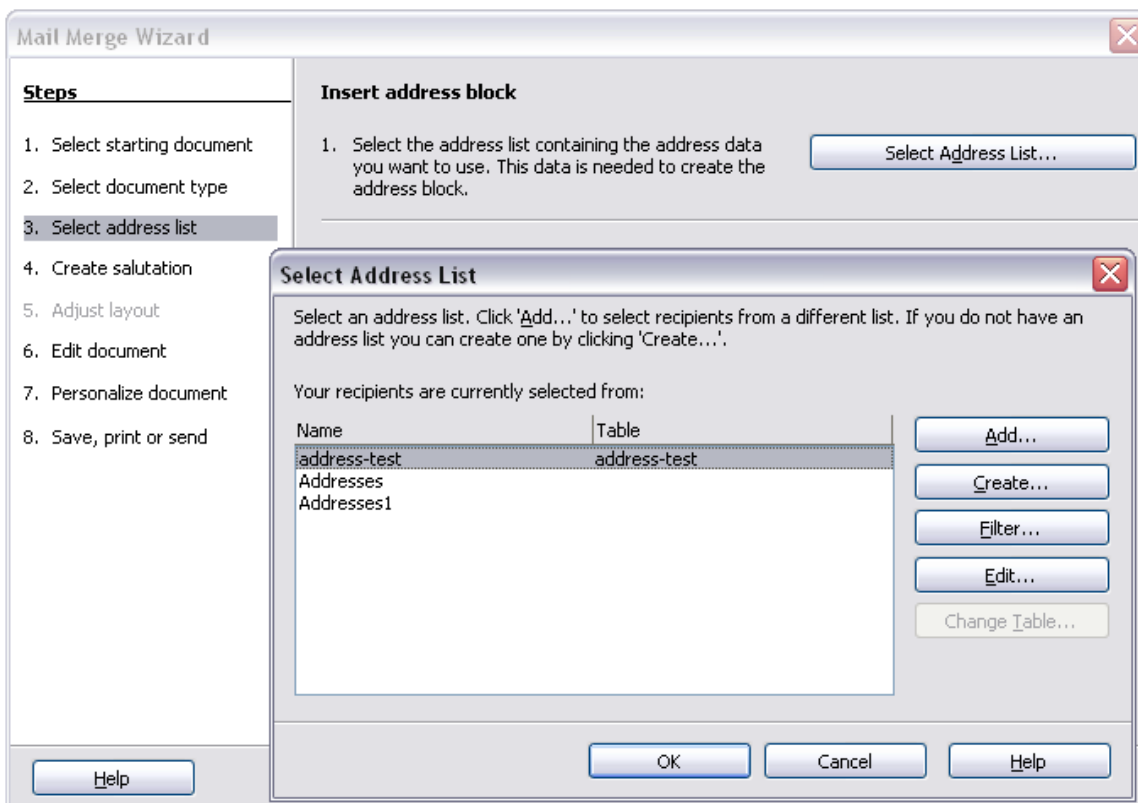 Mail Merge Wizard
Steps
1. Select starting document
2. Select document type
3. Select address list
4. Create salutation
5. Adjust layout
6. Edit document
7. Personalize document
8. Save, print or send
Help
Insert address block
1. Select the address list containing the address data
you want to use. This data is needed to create the
address block.
Select Address List...
Select Address List
Select an address list. Click 'Add...' to select recipients from a different list. If you do not have an
address list you can create one by clicking 'Create...'.
Your recipients are currently selected from:
Name Table
address-test address-test
Addresses
Addresses1
Add...
Create...
Filter...
Edit...
Change Table...
OK Cancel Help